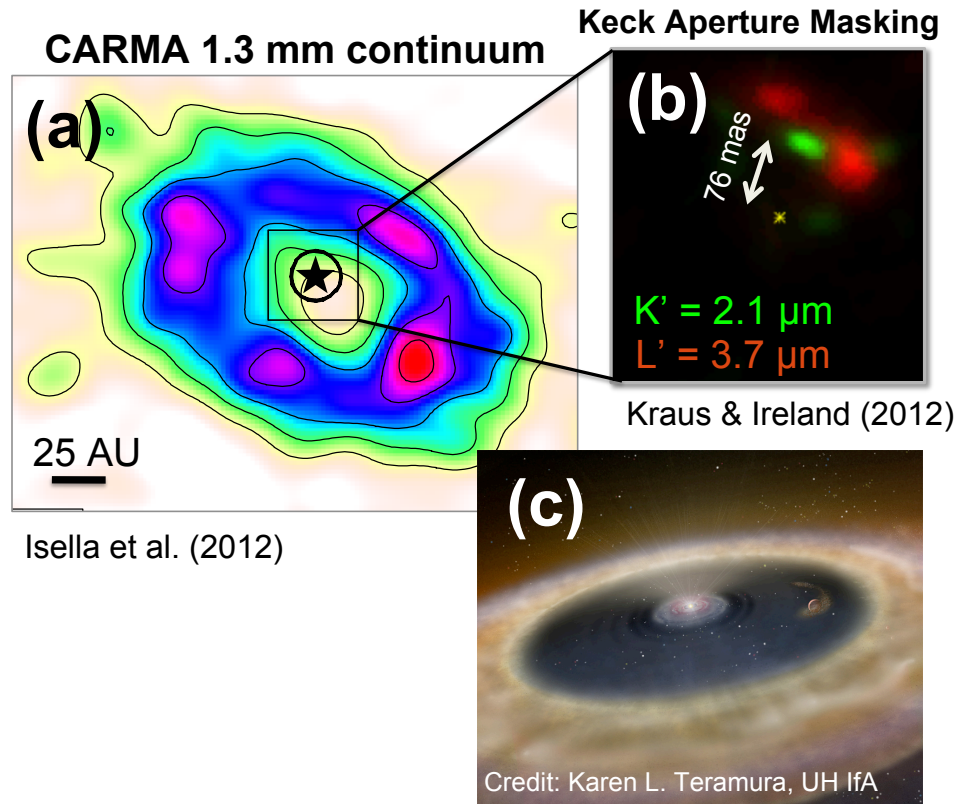 Keck Aperture Masking
CARMA 1.3 mm continuum
(a)
25 AU
Isella et al. (2012)
(b)
76 mas
K’ = 2.1 μm
L’ = 3.7 μm
Kraus & Ireland (2012)
(c)
Credit: Karen L. Teramura, UH IfA